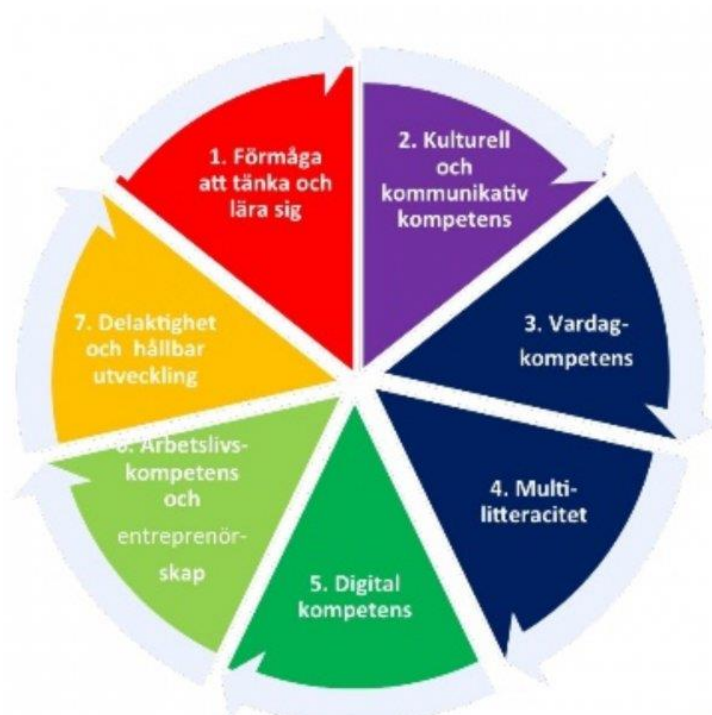 1. Förmåga
att tänka och
lära sig
2. Kulturell
och
kommunikativ
kompetens
3. Vardag-
kompetens
4. Multi-
litteracitet
5. Digital
kompetens
6. Arbetslivs-
kompetens
och
entreprenör-
skap
7. Delaktighet
och hållbar
utveckling